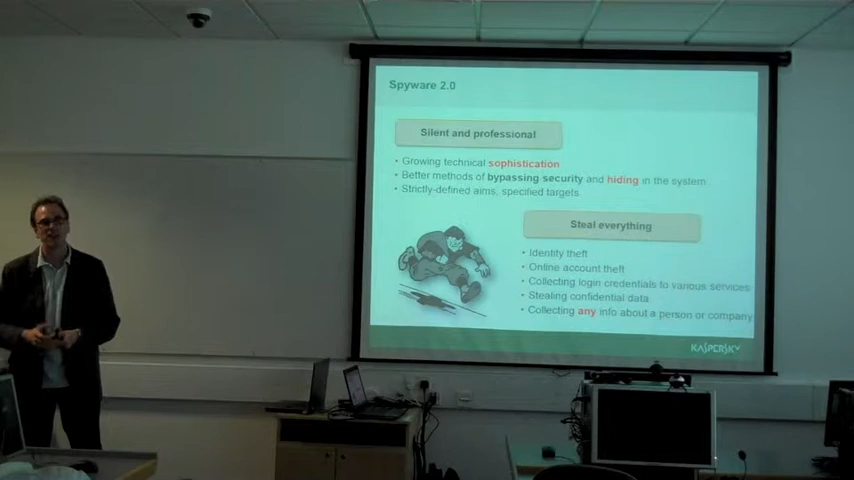 Spyware 2.0
Silent and professional
• Growing technical sophistication
• Better methods of bypassing security and hiding in the system
• Strictly-defined aims, specified targets.
Steal everything
• Identity theft
• Online account theft
• Collecting login credentials to various services
• Stealing confidential data
• Collecting any info about a person or company
KASPERSKY